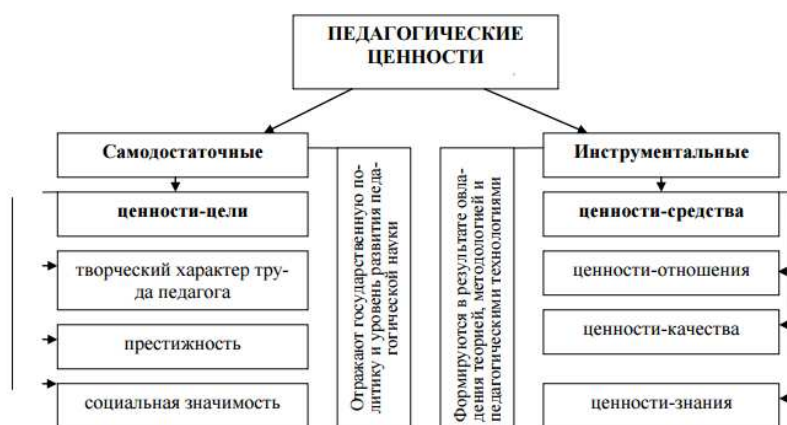 ПЕДАГОГИЧЕСКИЕ
ЦЕННОСТИ
Самодостаточные
Инструментальные
ценности-цели
ценности-средства
творческий характер тру-
да педагога
престижность
социальная значимость
Отражают государственную по-
литику и уровень развития педа-
гогической науки
Формируются в результате овла-
дения теорией, методологией и
педагогическими технологиями
ценности-отношения
ценности-качества
ценности-знания